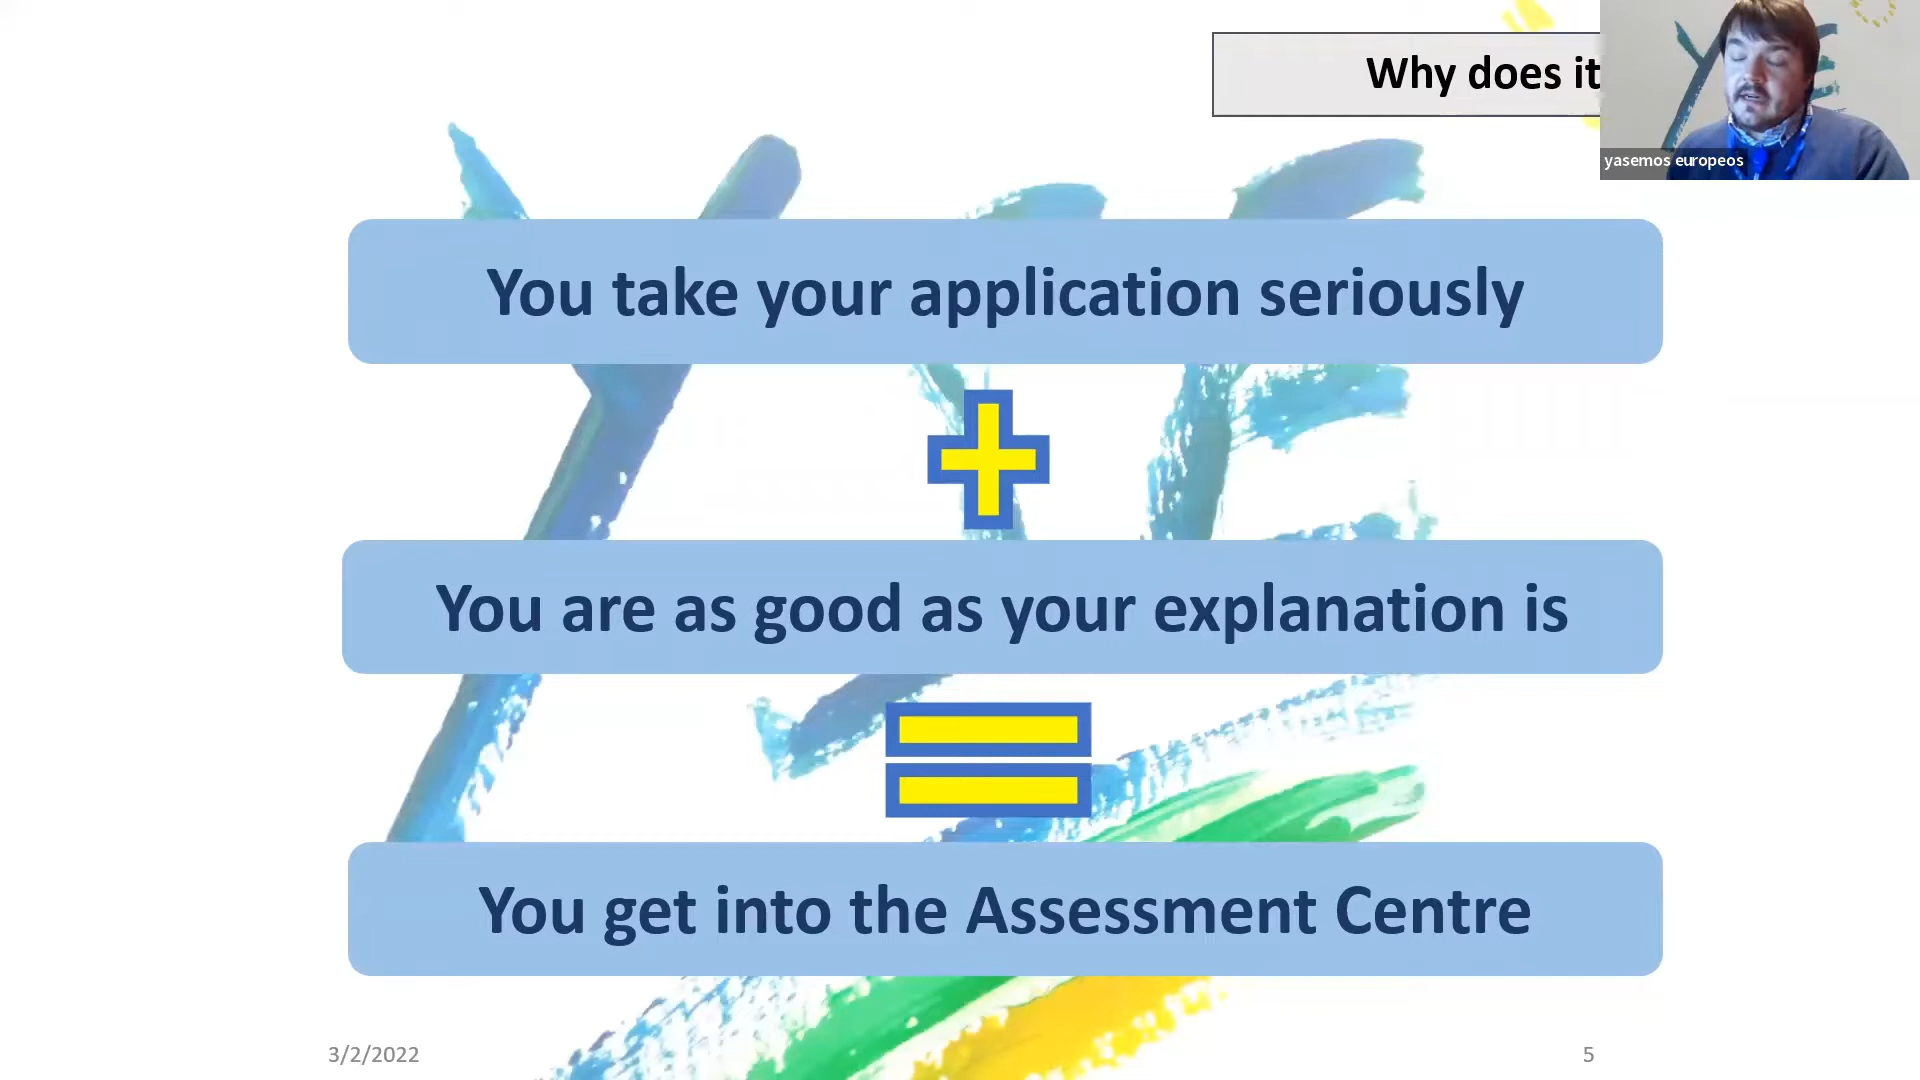 Why does it
yasemos europeos
You take your application seriously
You are as good as your explanation is
You get into the Assessment Centre
3/2/2022
5